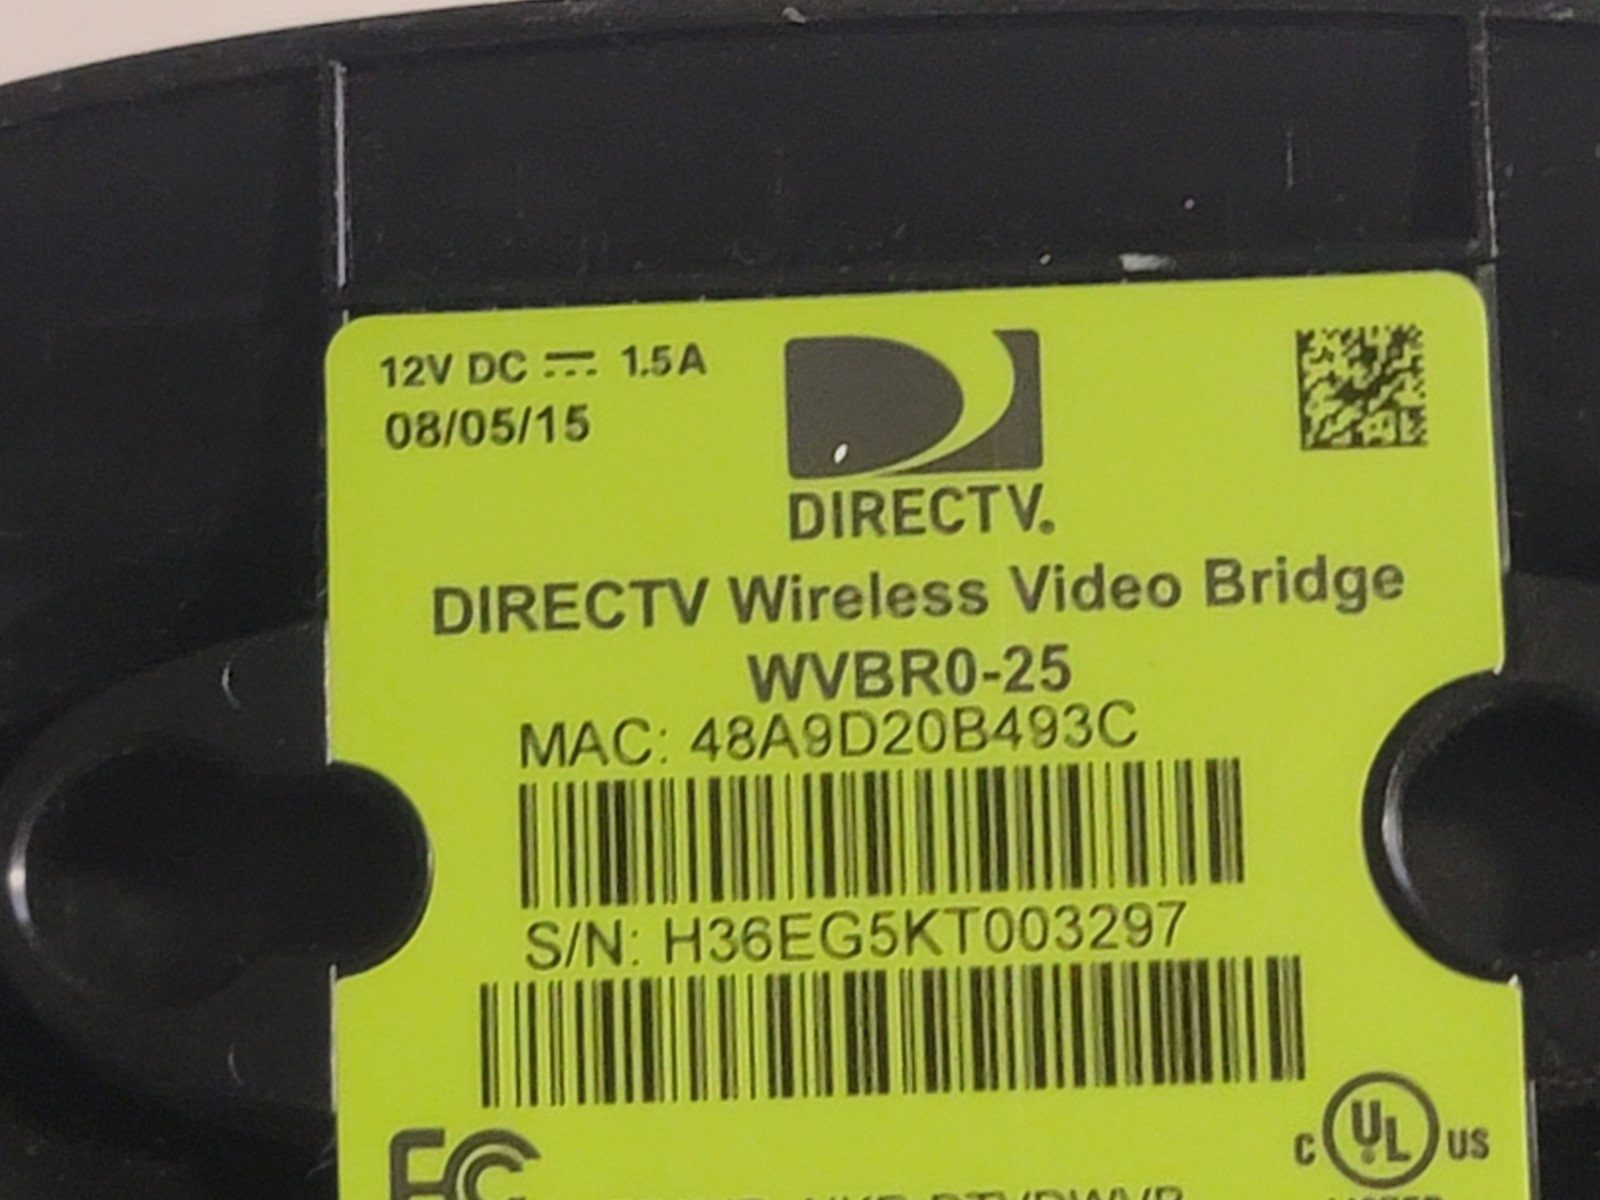 12V DC 1.5A
08/05/15
DIRECTV.
DIRECTV Wireless Video Bridge
WVBR0-25
MAC: 48A9D20B493C
S/N: H36EG5KT003297
FC
C UL US